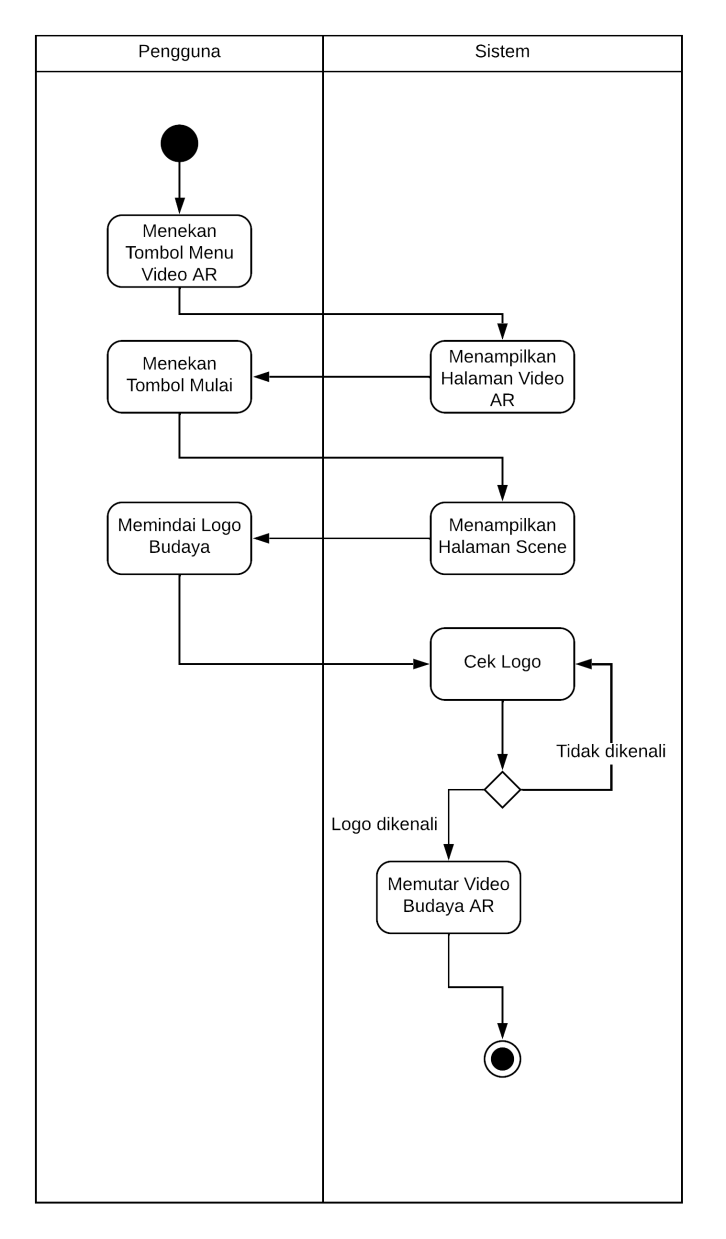 Pengguna
Sistem
Menekan
Tombol Menu
Video AR
Menampilkan
Halaman Video
AR
Menekan
Tombol Mulai
Menampilkan
Halaman Scene
Memindai Logo
Budaya
Cek Logo
Tidak dikenali
Logo dikenali
Memutar Video
Budaya AR